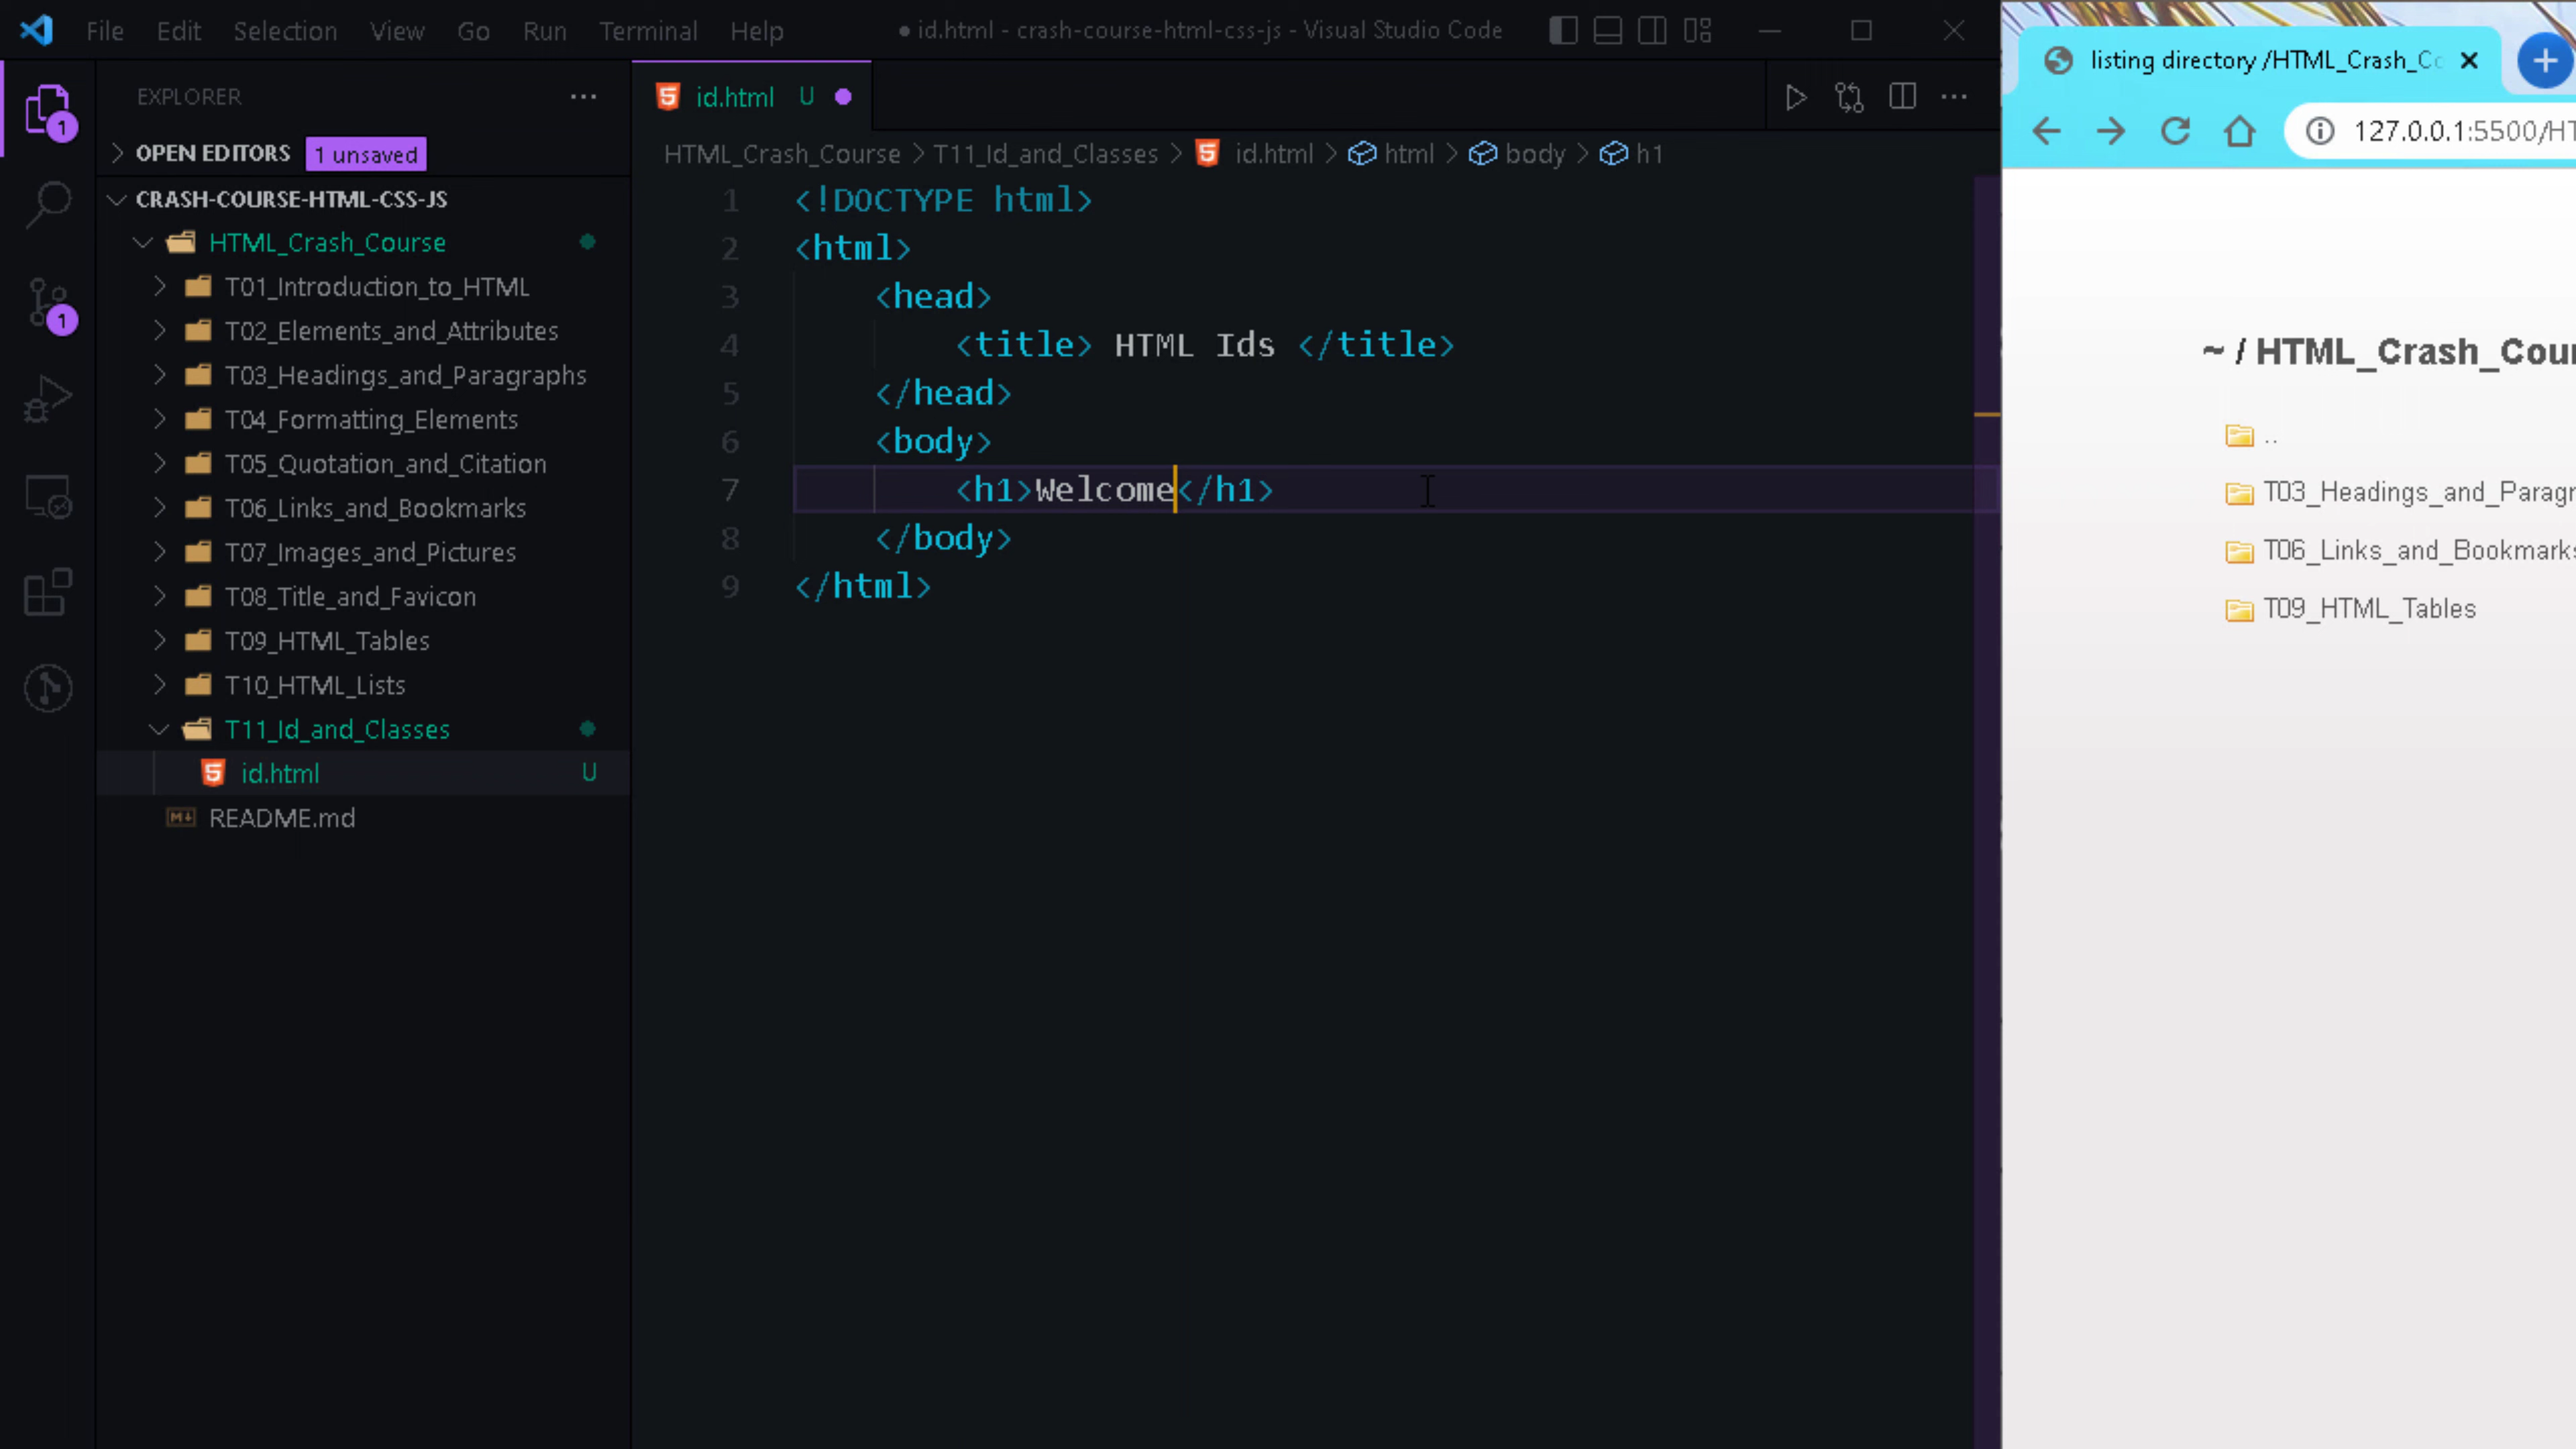 File Edit Selection View Go Run Terminal Help
● id.html - crash-course-html-css-js - Visual Studio Code
EXPLORER
OPEN EDITORS 1 unsaved
CRASH-COURSE-HTML-CSS-JS
HTML_Crash_Course
T01_Introduction_to_HTML
T02_Elements_and_Attributes
T03_Headings_and_Paragraphs
T04_Formatting_Elements
T05_Quotation_and_Citation
T06_Links_and_Bookmarks
T07_Images_and_Pictures
T08_Title_and_Favicon
T09_HTML_Tables
T10_HTML_Lists
T11_Id_and_Classes
id.html U
README.md
1
1
id.html U
HTML_Crash_Course > T11_Id_and_Classes > id.html > html > body > h1
1 <!DOCTYPE html>
2 <html>
3 <head>
4 <title> HTML Ids </title>
5 </head>
6 <body>
7 <h1>Welcome</h1>
8 </body>
9 </html>
listing directory /HTML_Crash_C
127.0.0.1:5500/HT
~ / HTML_Crash_Cou
..
T03_Headings_and_Paragr
T06_Links_and_Bookmarks
T09_HTML_Tables